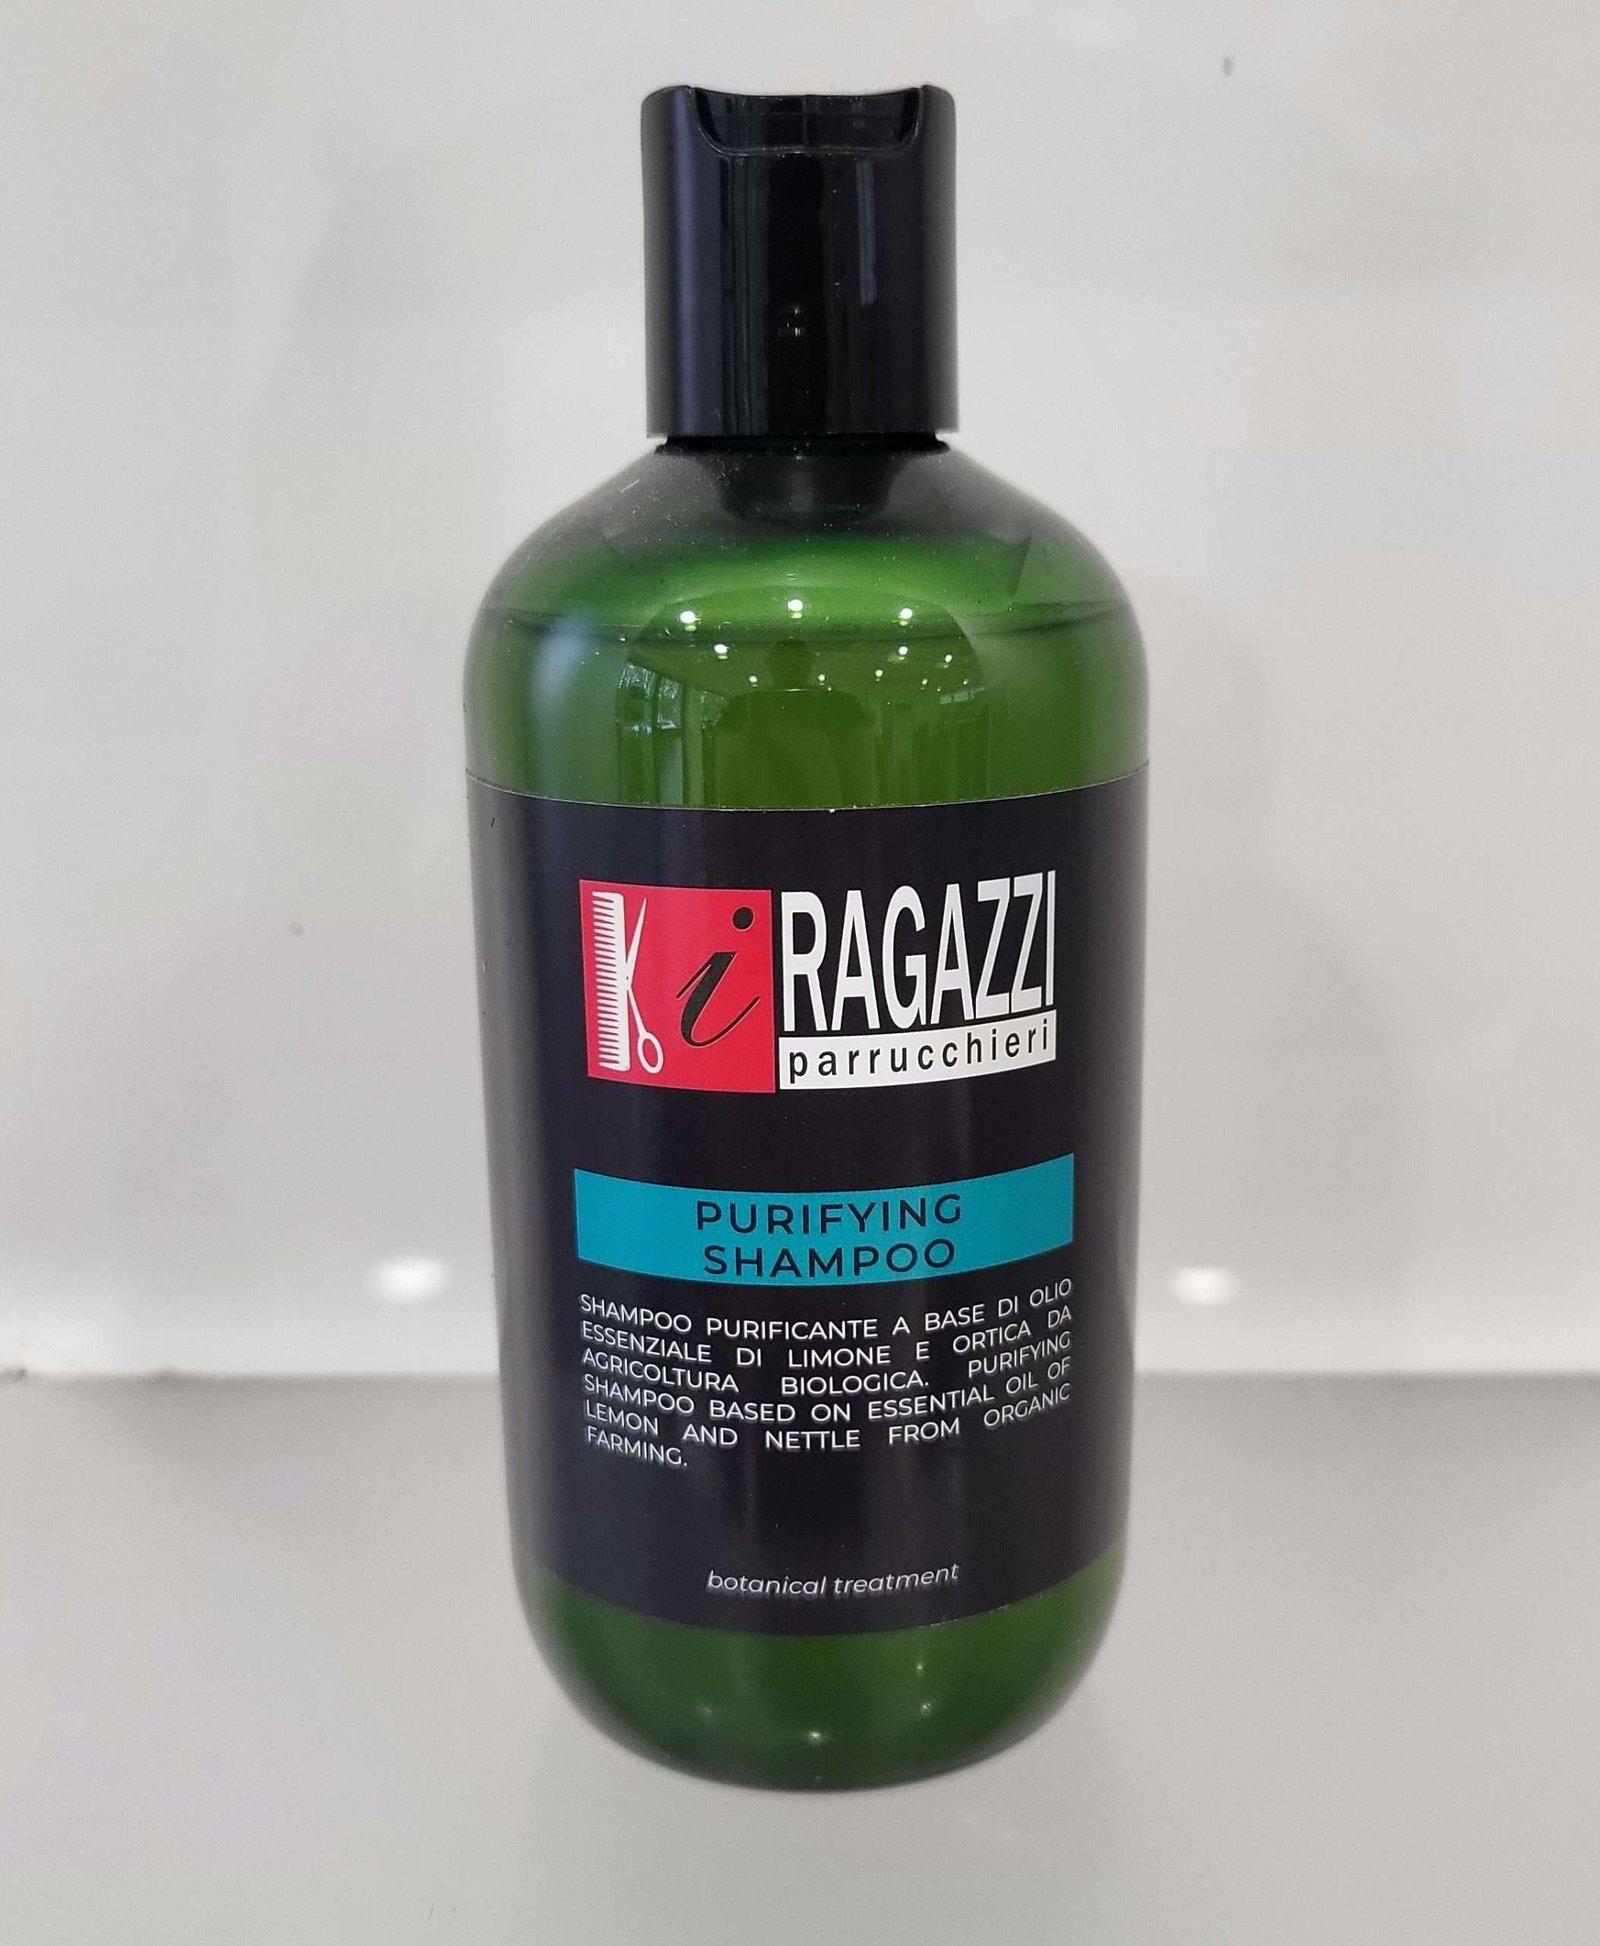 Ki RAGAZZI
parrucchieri
PURIFYING
SHAMPOO
SHAMPOO PURIFICANTE A BASE DI OLIO
ESSENZIALE DI LIMONE E ORTICA DA
AGRICOLTURA BIOLOGICA. PURIFYING
SHAMPOO BASED ON ESSENTIAL OIL OF
LEMON AND NETTLE FROM ORGANIC
FARMING.
botanical treatment